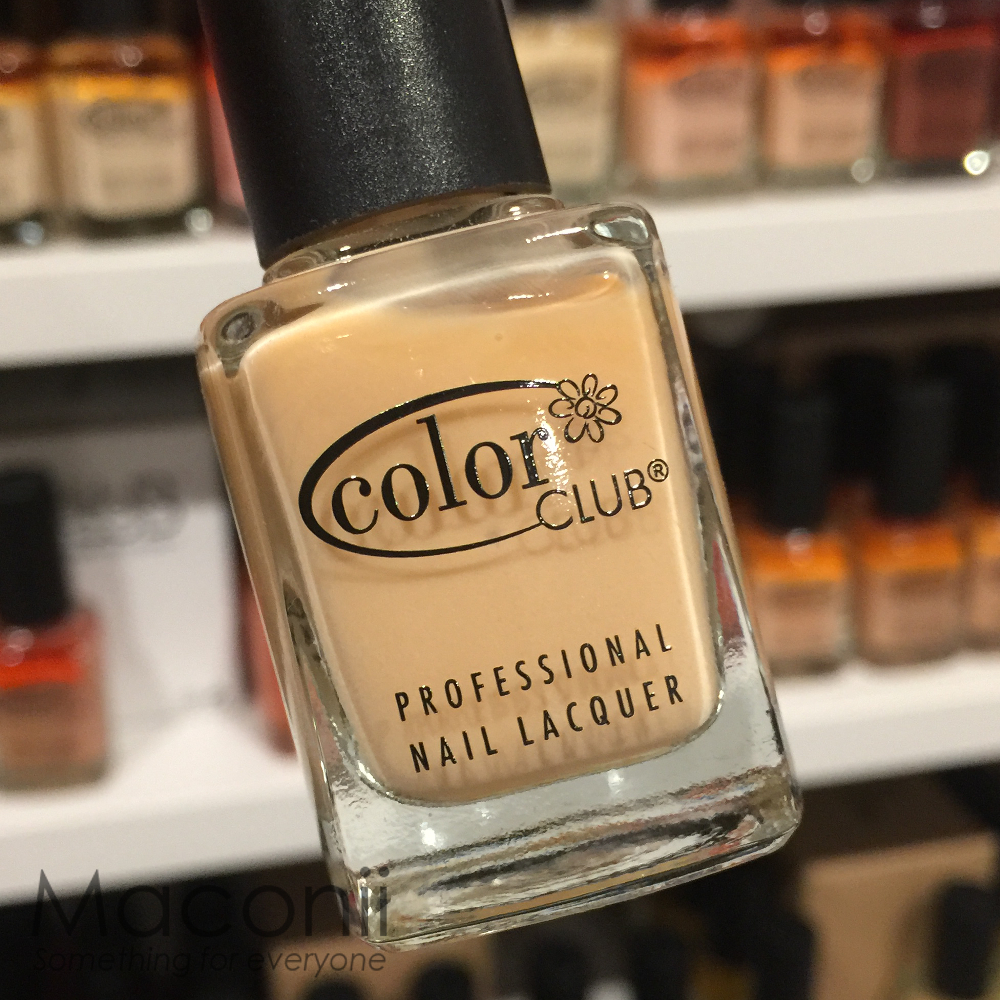 color
CLUB®
PROFESSIONAL
NAIL LACQUER
Maconii
Something for everyone